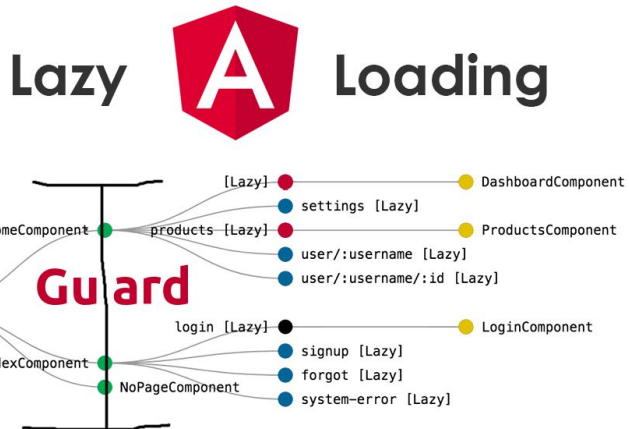 Lazy A Loading
[Lazy] DashboardComponent
settings [Lazy]
omeComponent products [Lazy] ProductsComponent
user/:username [Lazy]
Guard
user/:username/:id [Lazy]
login [Lazy] LoginComponent
signup [Lazy]
dexComponent
forgot [Lazy]
NoPageComponent
system-error [Lazy]